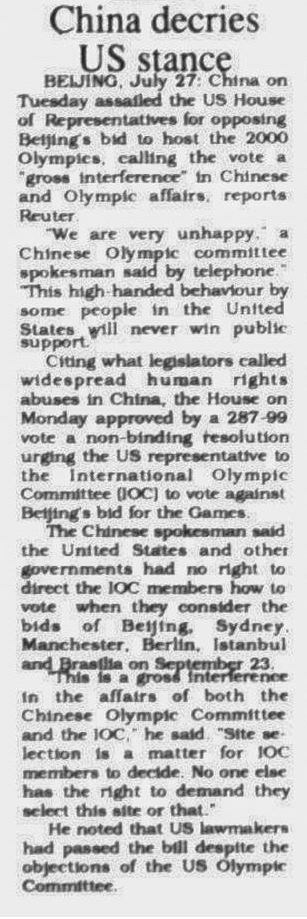 China decries
US stance
BEIJING, July 27: China on
Tuesday assailed the US House
of Representatives for opposing
Beijing's bid to host the 2000
Olympics, calling the vote a
"gross interference" in Chinese
and Olympic affairs, reports
Reuter.
"We are very unhappy," a
Chinese Olympic committee
spokesman said by telephone."
"This high-handed behaviour by
some people in the United
States will never win public
support."
Citing what legislators called
widespread human rights
abuses in China, the House on
Monday approved by a 287-99
vote a non-binding resolution
urging the US representative to
the International Olympic
Committee (IOC) to vote against
Beijing's bid for the Games.
The Chinese spokesman said
the United States and other
governments had no right to
direct the IOC members how to
vote when they consider the
bids of Beijing, Sydney,
Manchester, Berlin, Istanbul
and Brasilia on September 23.
"This is a gross interference
in the affairs of both the
Chinese Olympic Committee
and the IOC," he said. "Site se-
lection is a matter for IOC
members to decide. No one else
has the right to demand they
select this site or that."
He noted that US lawmakers
had passed the bill despite the
objections of the US Olympic
Committee.